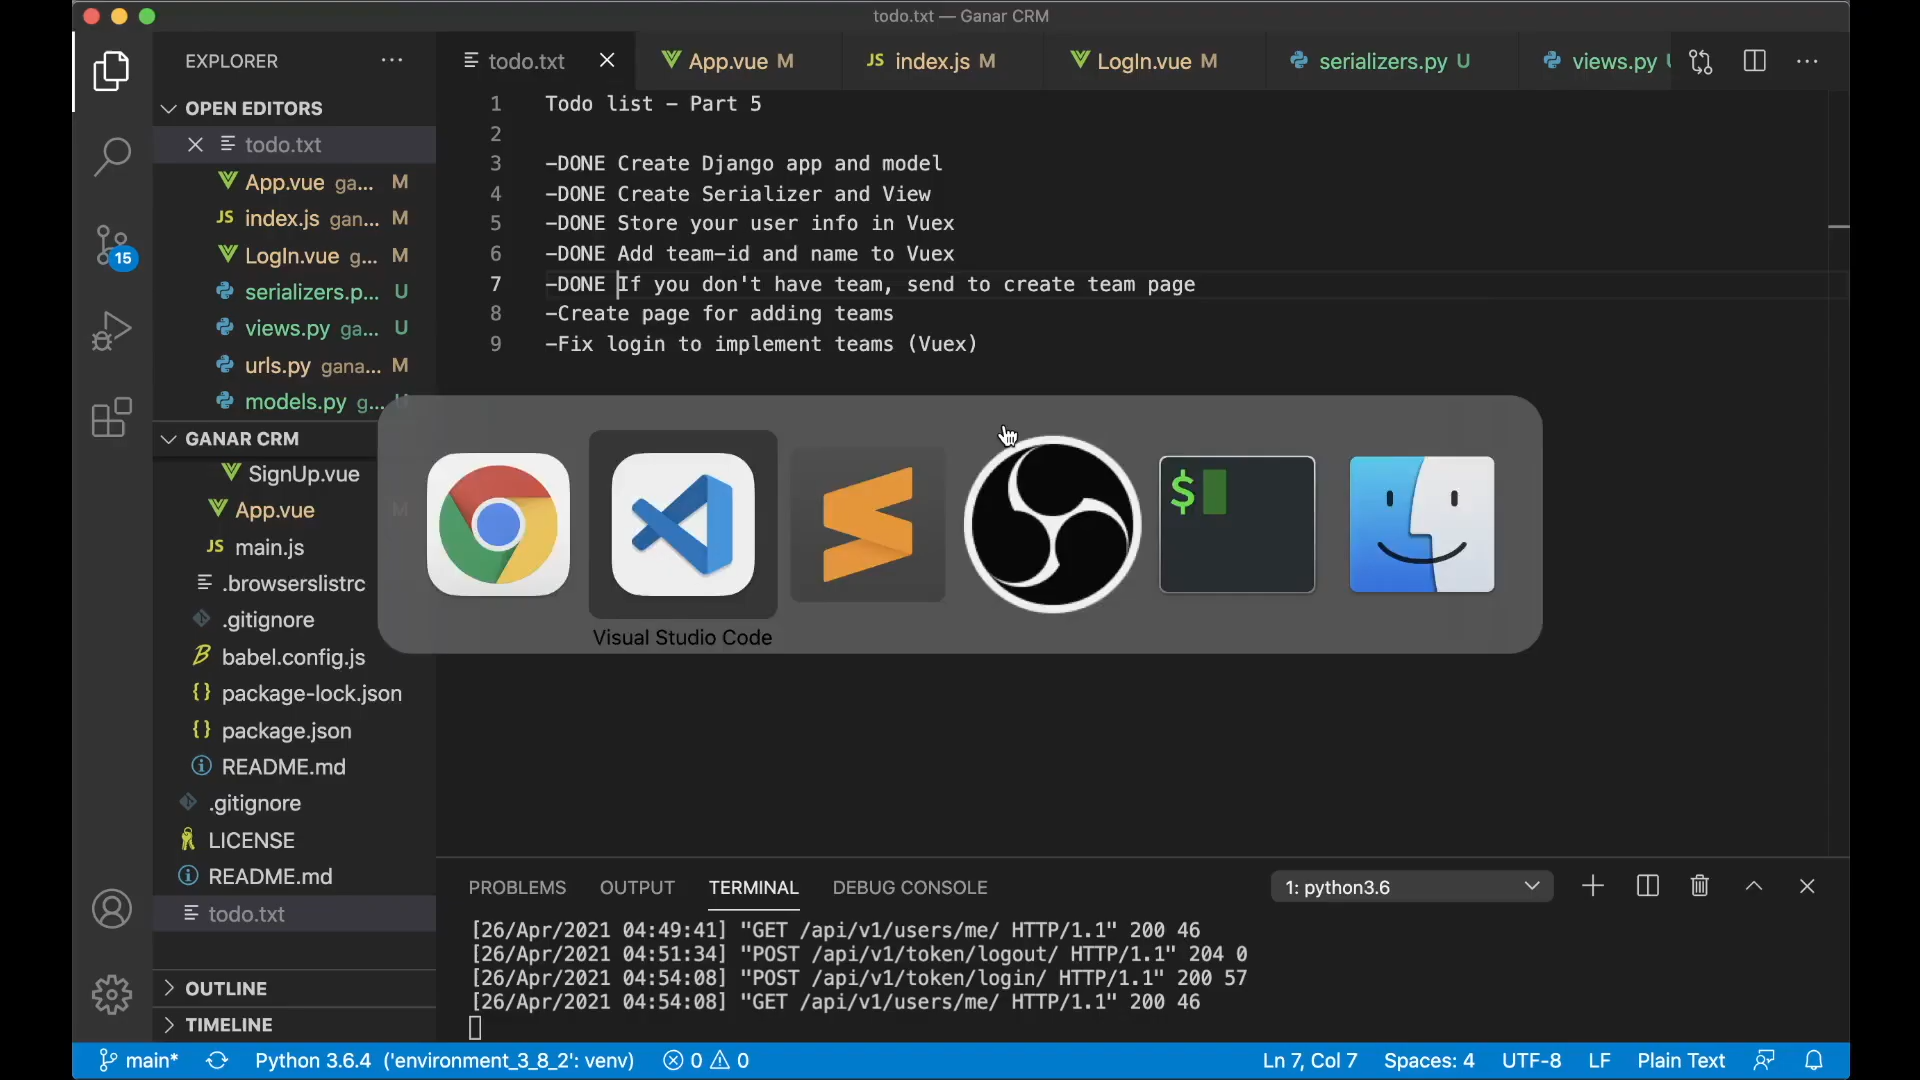 todo.txt — Ganar CRM
EXPLORER
todo.txt
App.vue M
JS index.js M
LogIn.vue M
serializers.py U
views.py
OPEN EDITORS
todo.txt
App.vue ga... M
JS index.js gan... M
LogIn.vue g... M
serializers.p... U
views.py ga... U
urls.py gana... M
models.py g...
15
GANAR CRM
SignUp.vue
App.vue
JS main.js
.browserslistrc
.gitignore
babel.config.js
package-lock.json
package.json
README.md
.gitignore
LICENSE
README.md
todo.txt
OUTLINE
TIMELINE
1 Todo list - Part 5
2
3 -DONE Create Django app and model
4 -DONE Create Serializer and View
5 -DONE Store your user info in Vuex
6 -DONE Add team-id and name to Vuex
7 -DONE If you don't have team, send to create team page
8 -Create page for adding teams
9 -Fix login to implement teams (Vuex)
$
Visual Studio Code
PROBLEMS OUTPUT TERMINAL DEBUG CONSOLE
1: python3.6
[26/Apr/2021 04:49:41] "GET /api/v1/users/me/ HTTP/1.1" 200 46
[26/Apr/2021 04:51:34] "POST /api/v1/token/logout/ HTTP/1.1" 204 0
[26/Apr/2021 04:54:08] "POST /api/v1/token/login/ HTTP/1.1" 200 57
[26/Apr/2021 04:54:08] "GET /api/v1/users/me/ HTTP/1.1" 200 46
main* Python 3.6.4 ('environment_3_8_2': venv) 0 0 Ln 7, Col 7 Spaces: 4 UTF-8 LF Plain Text